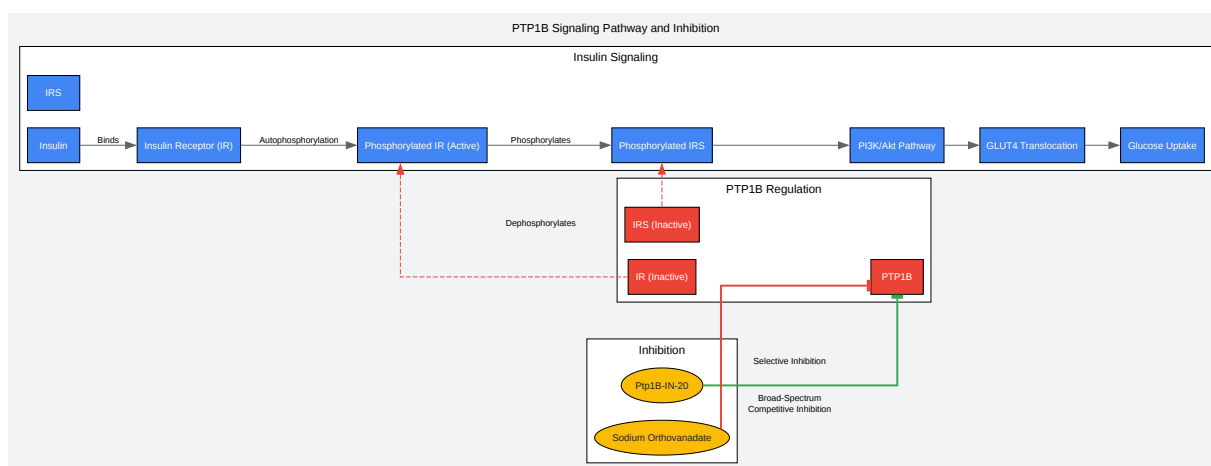 PTP1B Signaling Pathway and Inhibition
Insulin Signaling
IRS
Insulin
Binds
Insulin Receptor (IR)
Autophosphorylation
Phosphorylated IR (Active)
Phosphorylates
Phosphorylated IRS
PI3K/Akt Pathway
GLUT4 Translocation
Glucose Uptake
PTP1B Regulation
Dephosphorylates
IRS (Inactive)
IR (Inactive)
PTP1B
Inhibition
Selective Inhibition
Ptp1B-IN-20
Broad-Spectrum
Competitive Inhibition
Sodium Orthovanadate